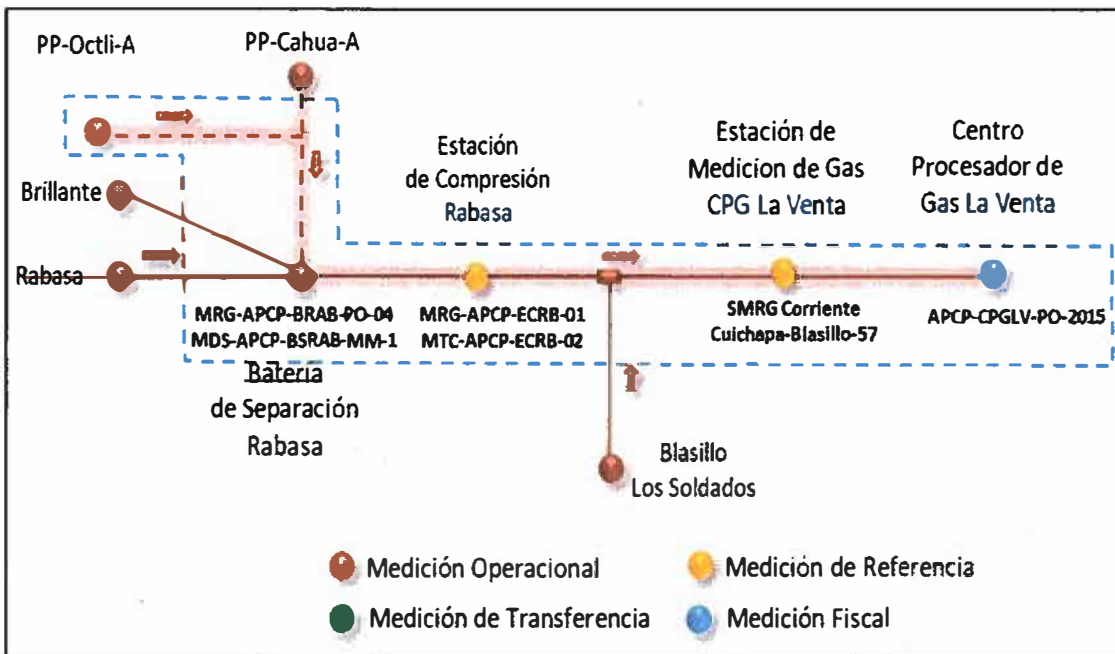 PP-Octli-A
PP-Cahua-A
Estación
de Compresión
Rabasa
Estación de
Medicion de Gas
CPG La Venta
Centro
Procesador de
Gas La Venta
Brillante
Rabasa
MRG-APCP-BRAB-PO-04
MDS-APCP-BSRAB-MM-1
MRG-APCP-ECRB-01
MTC-APCP-ECRB-02
SMRG Corriente
Cuichapa-Blasillo-57
APCP-CPGLV-PO-2015
Batería
de Separación
Rabasa
Blasillo
Los Soldados
Medición Operacional
Medición de Referencia
Medición de Transferencia
Medición Fiscal